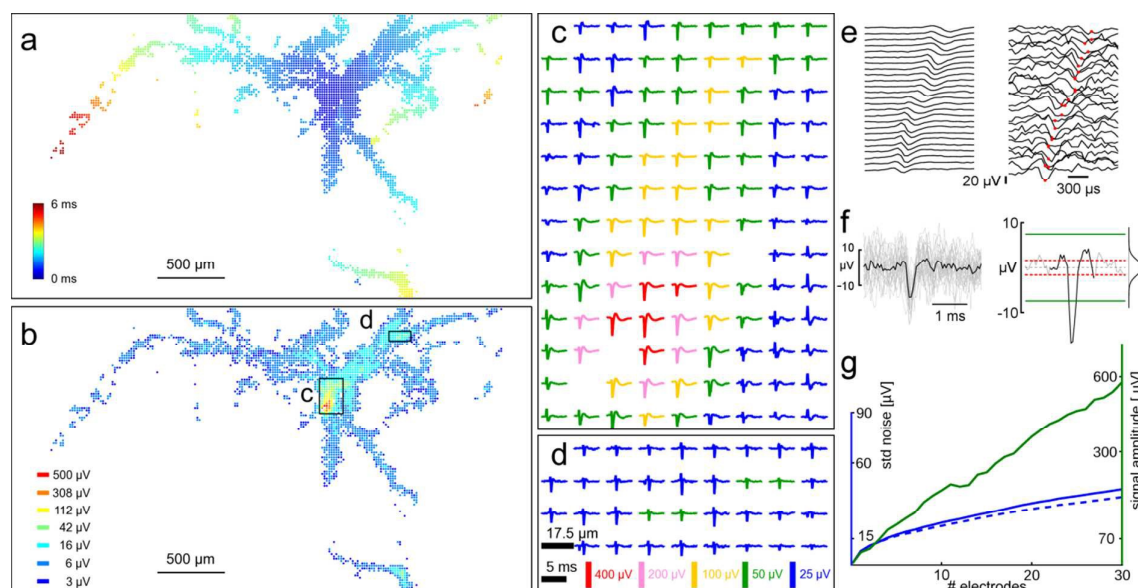 a
6 ms
0 ms
500 μm
b
d
c
500 μV
308 μV
112 μV
42 μV
16 μV
6 μV
3 μV
500 μm
c
d
17.5 μm
5 ms
400 μV
200 μV
100 μV
50 μV
25 μV
e
20 μV
300 μs
f
10
μV
-10
1 ms
10
μV
-10
g
90
60
15
std noise [μV]
600
300
70
signal amplitude [μV]
10
20
30
# electrodes